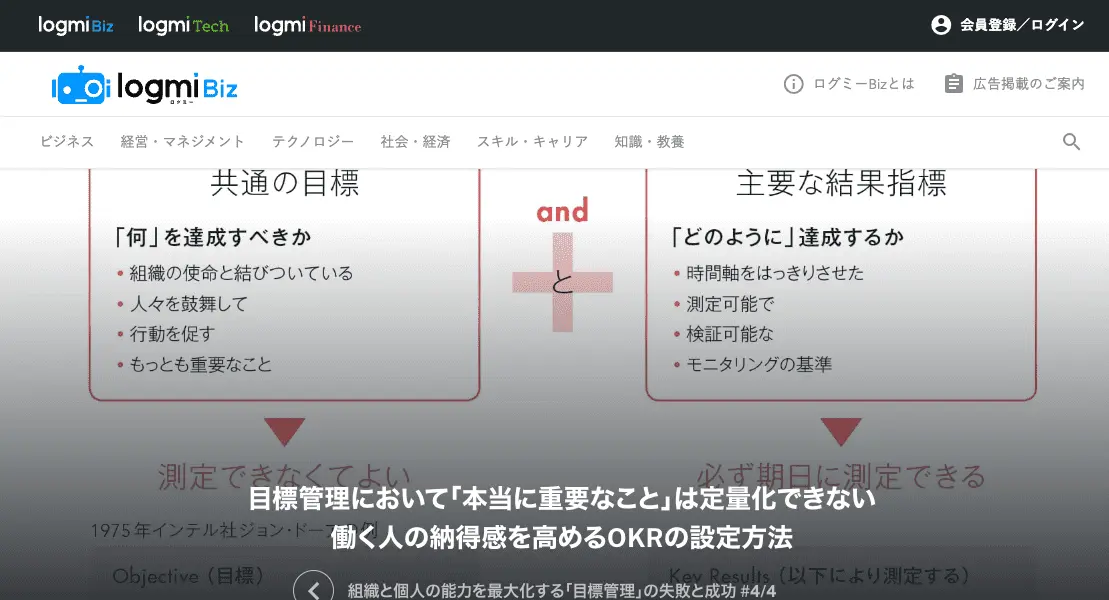 logmi Biz logmi Tech logmi Finance 会員登録／ログイン
logmi Biz
ログミー
ログミーBizとは 広告掲載のご案内
ビジネス 経営・マネジメント テクノロジー 社会・経済 スキル・キャリア 知識・教養
共通の目標
「何」を達成すべきか
• 組織の使命と結びついている
• 人々を鼓舞して
• 行動を促す
• もっとも重要なこと
and
と
主要な結果指標
「どのように」達成するか
• 時間軸をはっきりさせた
• 測定可能で
• 検証可能な
• モニタリングの基準
測定できなくてよい
必ず期日に測定できる
目標管理において「本当に重要なこと」は定量化できない
働く人の納得感を高めるOKRの設定方法
1975年インテル社ジョン・ドーア
Objective（目標）
Key Results（以下により測定する）
組織と個人の能力を最大化する「目標管理」の失敗と成功 #4/4